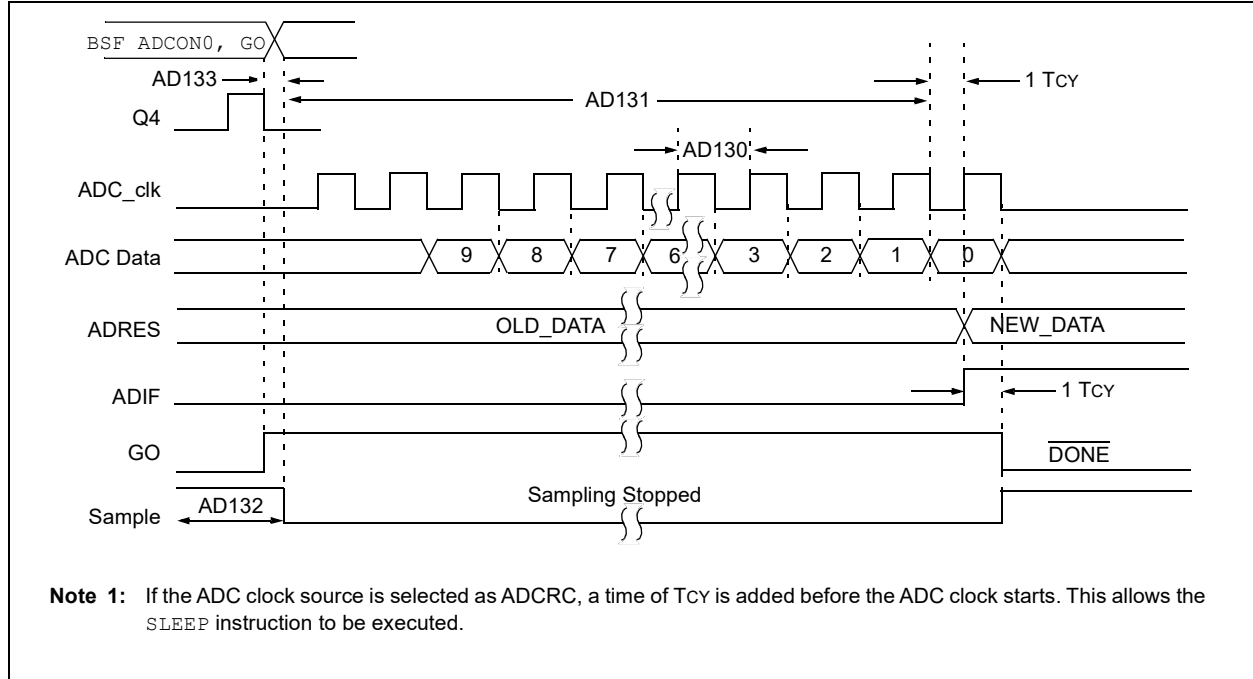 BSF ADCON0, GO
AD133
1 TCY
AD131
Q4
AD130
ADC_clk
ADC Data
9 8 7 6 3 2 1 0
OLD_DATA
NEW_DATA
ADRES
ADIF
1 TCY
GO
DONE
Sampling Stopped
AD132
Sample
Note 1: If the ADC clock source is selected as ADCRC, a time of TCY is added before the ADC clock starts. This allows the
SLEEP instruction to be executed.